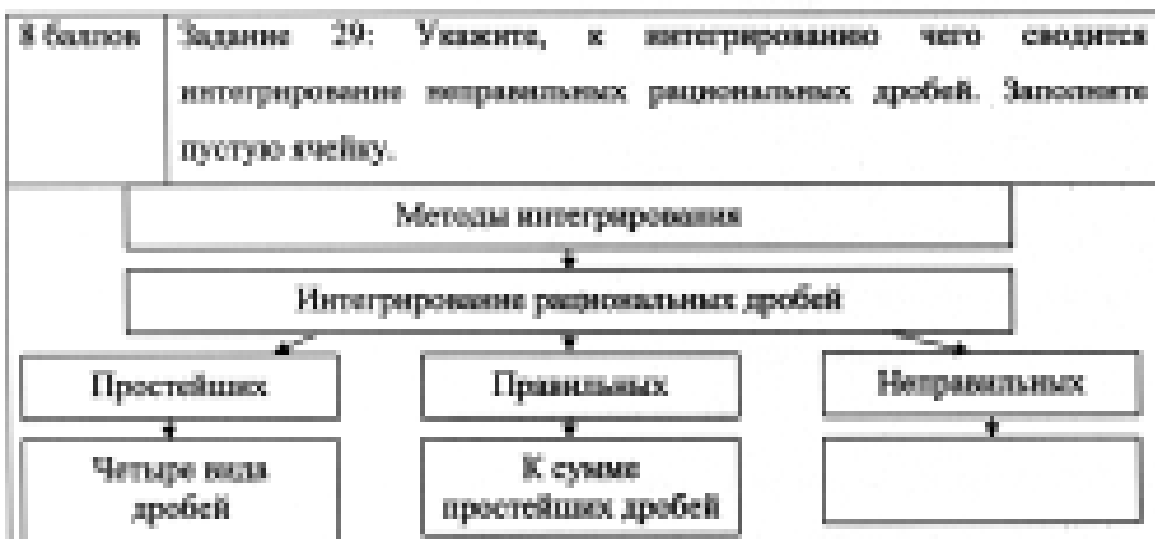 8 баллов
Задание 29: Укажите, к интегрированию чего сводится
интегрирование неправильных рациональных дробей. Заполните
пустую ячейку.
Методы интегрирования
Интегрирование рациональных дробей
Простейших
Правильных
Неправильных
Четыре вида
дробей
К сумме
простейших дробей